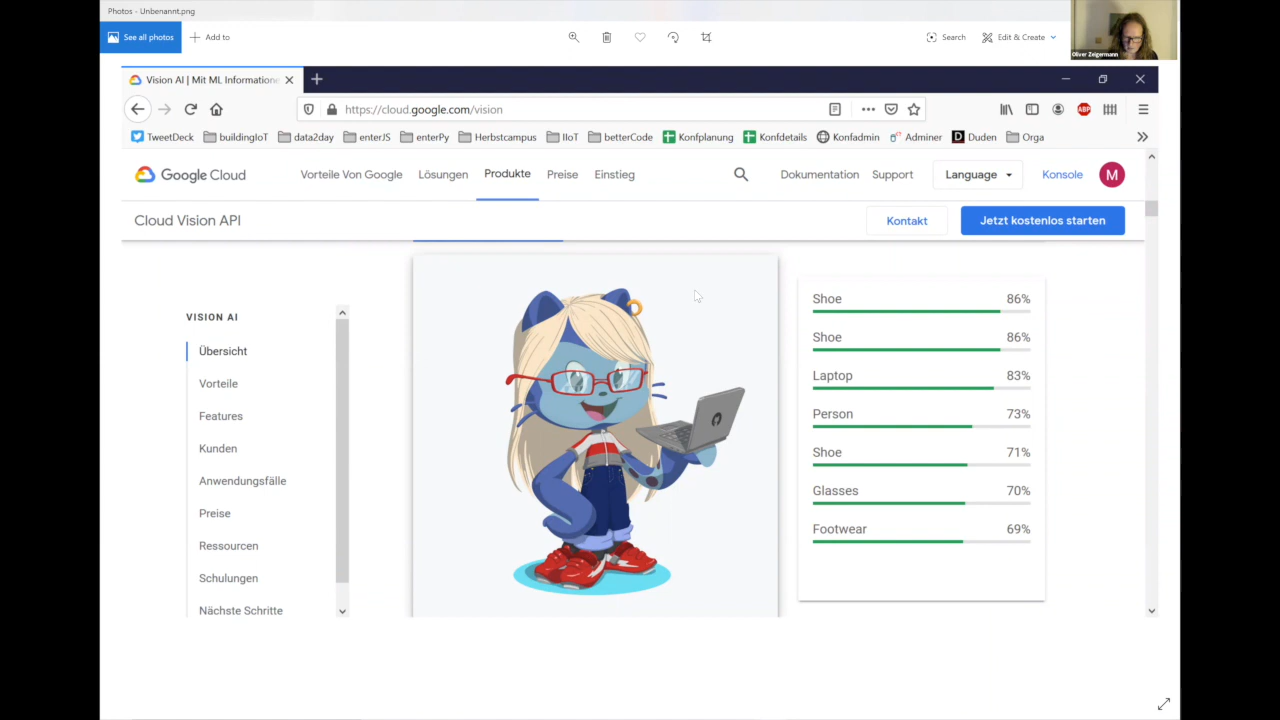 Photos - Unbenannt.png
See all photos
Add to
Search
Edit & Create
Oliver Zeigermann
Vision AI | Mit ML Informatione
https://cloud.google.com/vision
ABP
TweetDeck
buildingIoT
data2day
enterJS
enterPy
Herbstcampus
IIoT
betterCode
Konfplanung
Konfdetails
Konfadmin
Adminer
D
Duden
Orga
Google Cloud
Vorteile Von Google
Lösungen
Produkte
Preise
Einstieg
Dokumentation
Support
Language
Konsole
M
Cloud Vision API
Kontakt
Jetzt kostenlos starten
VISION AI
Übersicht
Vorteile
Features
Kunden
Anwendungsfälle
Preise
Ressourcen
Schulungen
Nächste Schritte
Shoe 86%
Shoe 86%
Laptop 83%
Person 73%
Shoe 71%
Glasses 70%
Footwear 69%